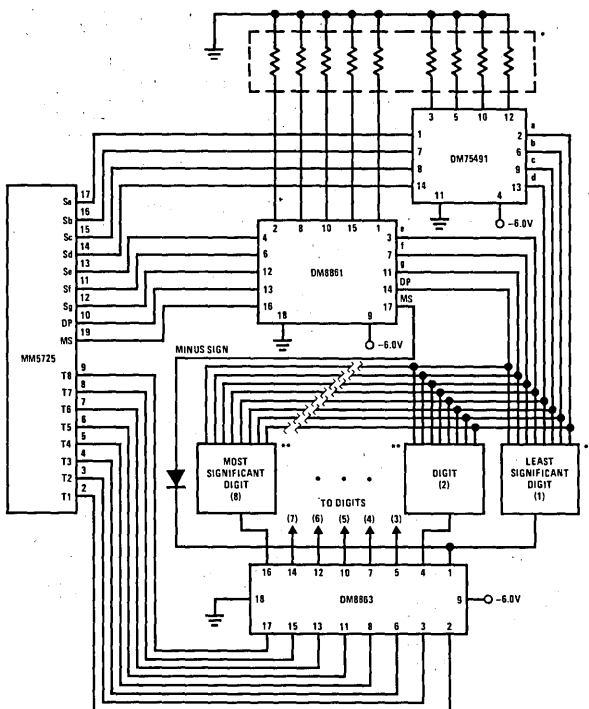 *
3 5 10 12
DM75491
1 2 a
7 6 b
8 9 c
14 13 d
11 4
-6.0V
MM5725
Sa 17
Sb 16
Sc 15
Sd 14
Se 13
Sf 11
Sg 12
DP 10
MS 19
T8 9
T7 8
T6 7
T5 6
T4 5
T3 4
T2 3
T1 2
2 8 10 15 1
DM8861
4 3 e
6 7 f
12 11 g
13 14 DP
16 17 MS
18 9
-6.0V
MINUS SIGN
** ** *
MOST
SIGNIFICANT
DIGIT
(8)
DIGIT
(2)
LEAST
SIGNIFICANT
DIGIT
(1)
. . .
TO DIGITS
(7) (6) (5) (4) (3)
16 14 12 10 7 5 4 1
18 DM8863 9 -6.0V
17 15 13 11 8 6 3 2